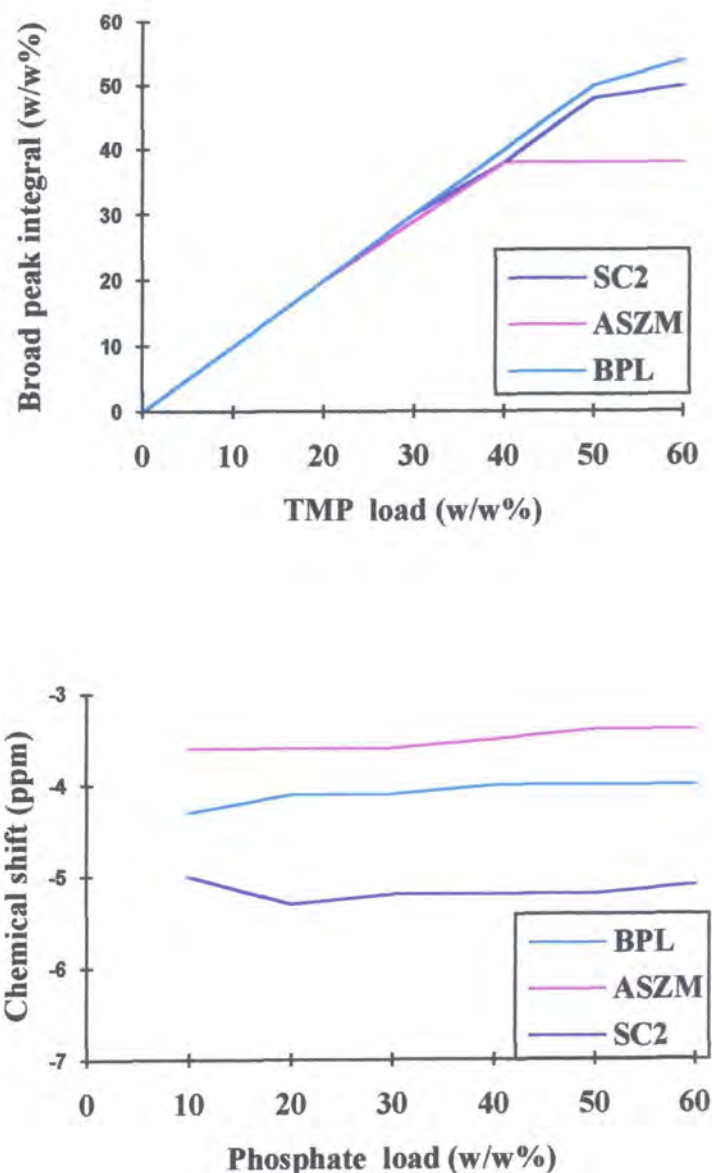 60
50
40
30
20
10
0
Broad peak integral (w/w%)
SC2
ASZM
BPL
0 10 20 30 40 50 60
TMP load (w/w%)
-3
-4
-5
-6
-7
Chemical shift (ppm)
BPL
ASZM
SC2
0 10 20 30 40 50 60
Phosphate load (w/w%)